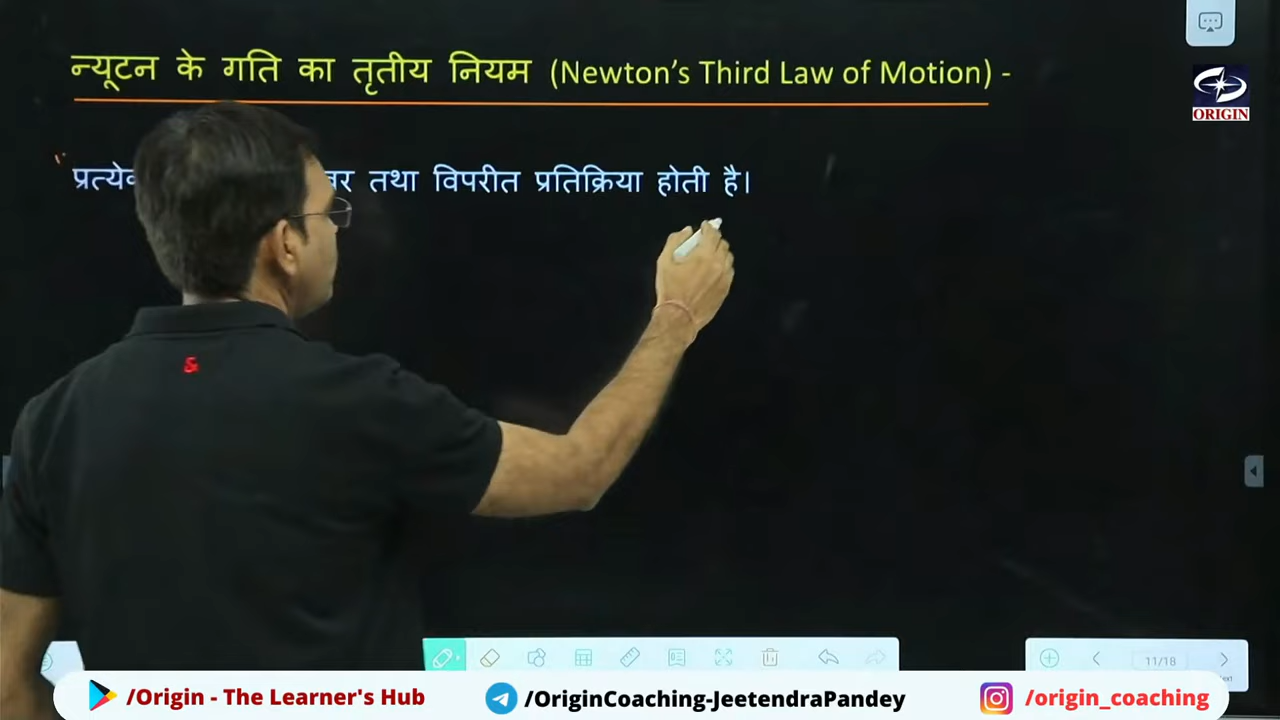 न्यूटन के गति का तृतीय नियम (Newton’s Third Law of Motion) -
ORIGIN
तथा विपरीत प्रतिक्रिया होती है।
&
11/18
/Origin - The Learner's Hub
/OriginCoaching-JeetendraPandey
/origin_coaching